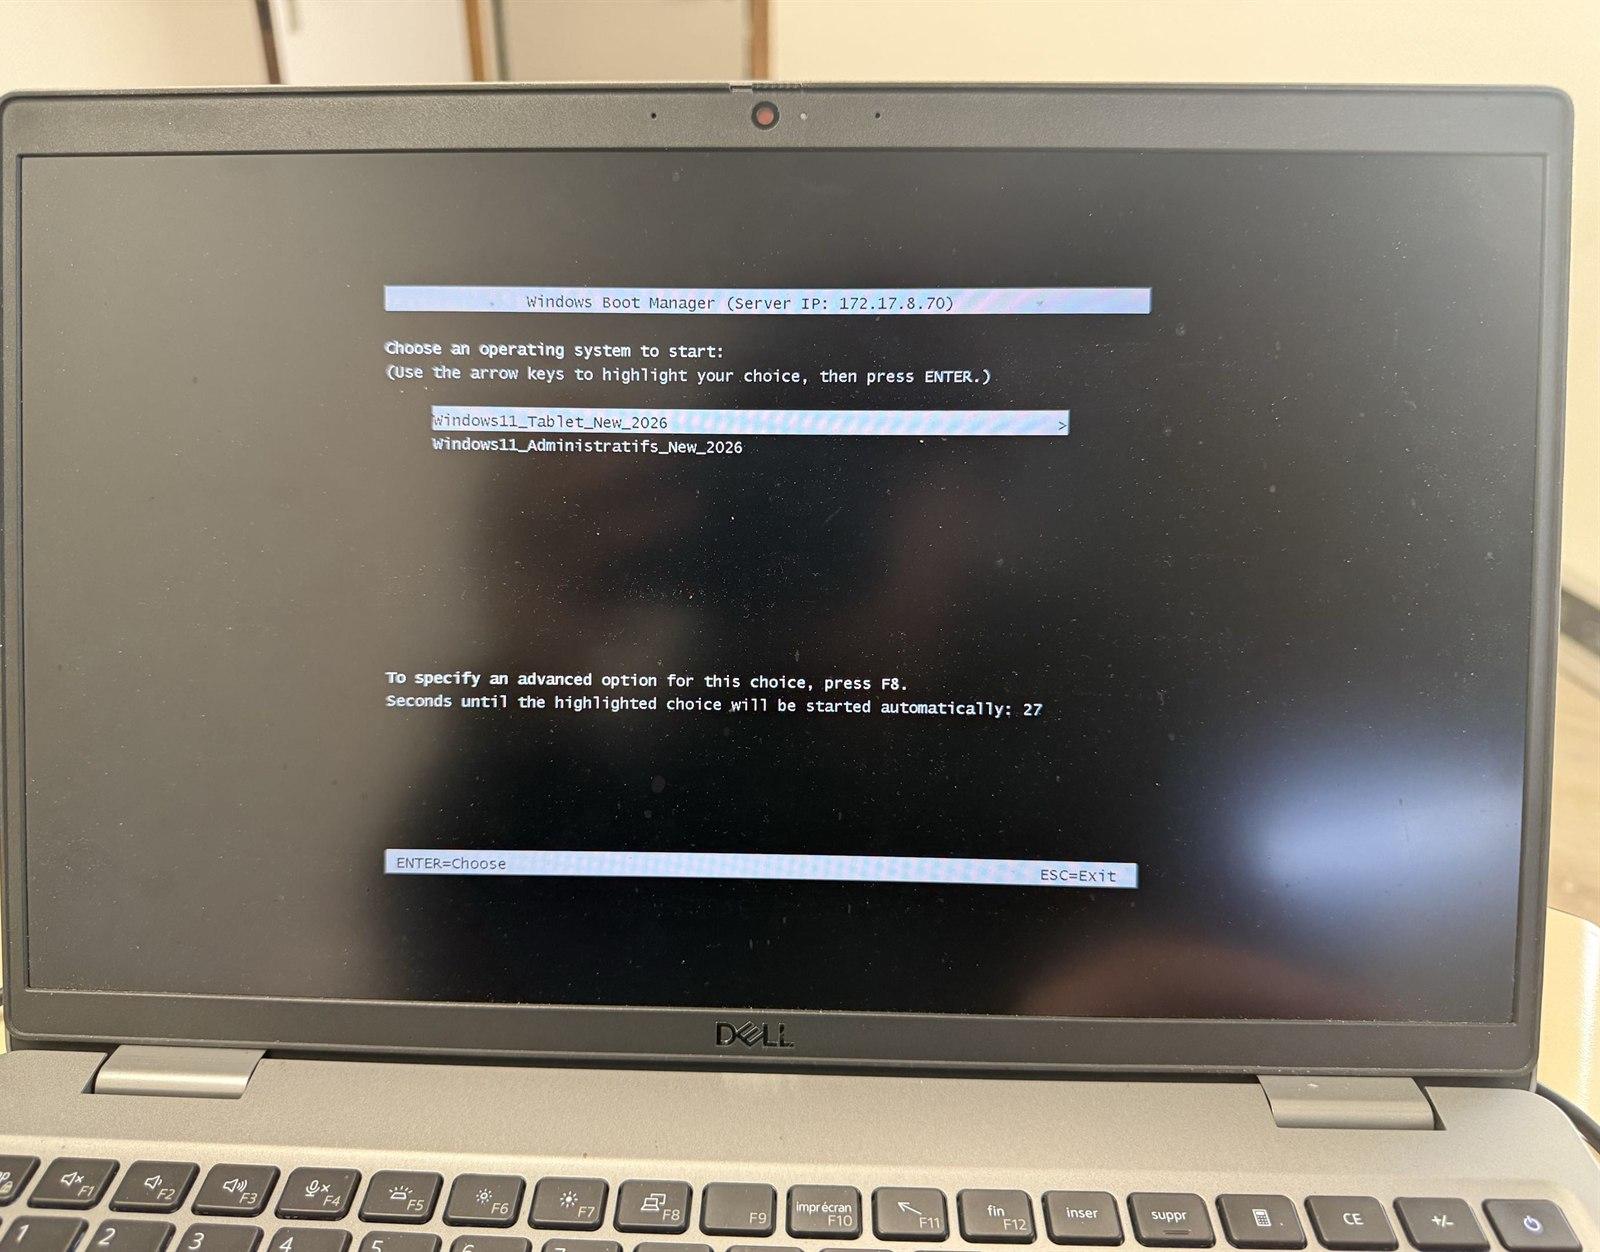 Windows Boot Manager (Server IP: 172.17.8.70)
Choose an operating system to start:
(Use the arrow keys to highlight your choice, then press ENTER.)
Windows11_Tablet_New_2026 >
Windows11_Administratifs_New_2026
To specify an advanced option for this choice, press F8.
Seconds until the highlighted choice will be started automatically: 27
ENTER=Choose ESC=Exit
DELL
F1 F2 F3 F4 F5 F6 F7 F8 F9 imprécran F10 F11 fin F12 inser suppr CE +/-
1 2 3 4 5